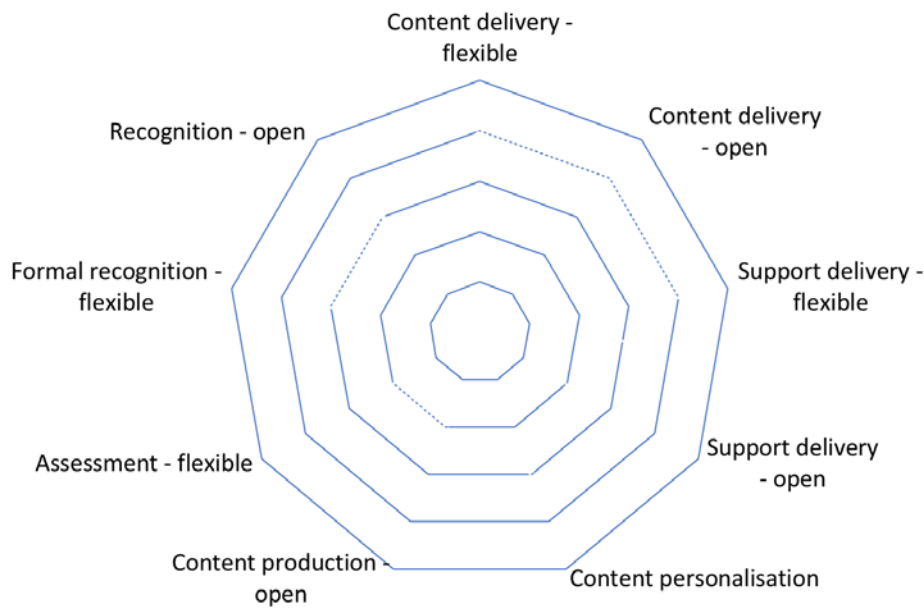 Content delivery -
flexible
Content delivery
- open
Recognition - open
Support delivery -
flexible
Formal recognition -
flexible
Support delivery
- open
Assessment - flexible
Content personalisation
Content production -
open